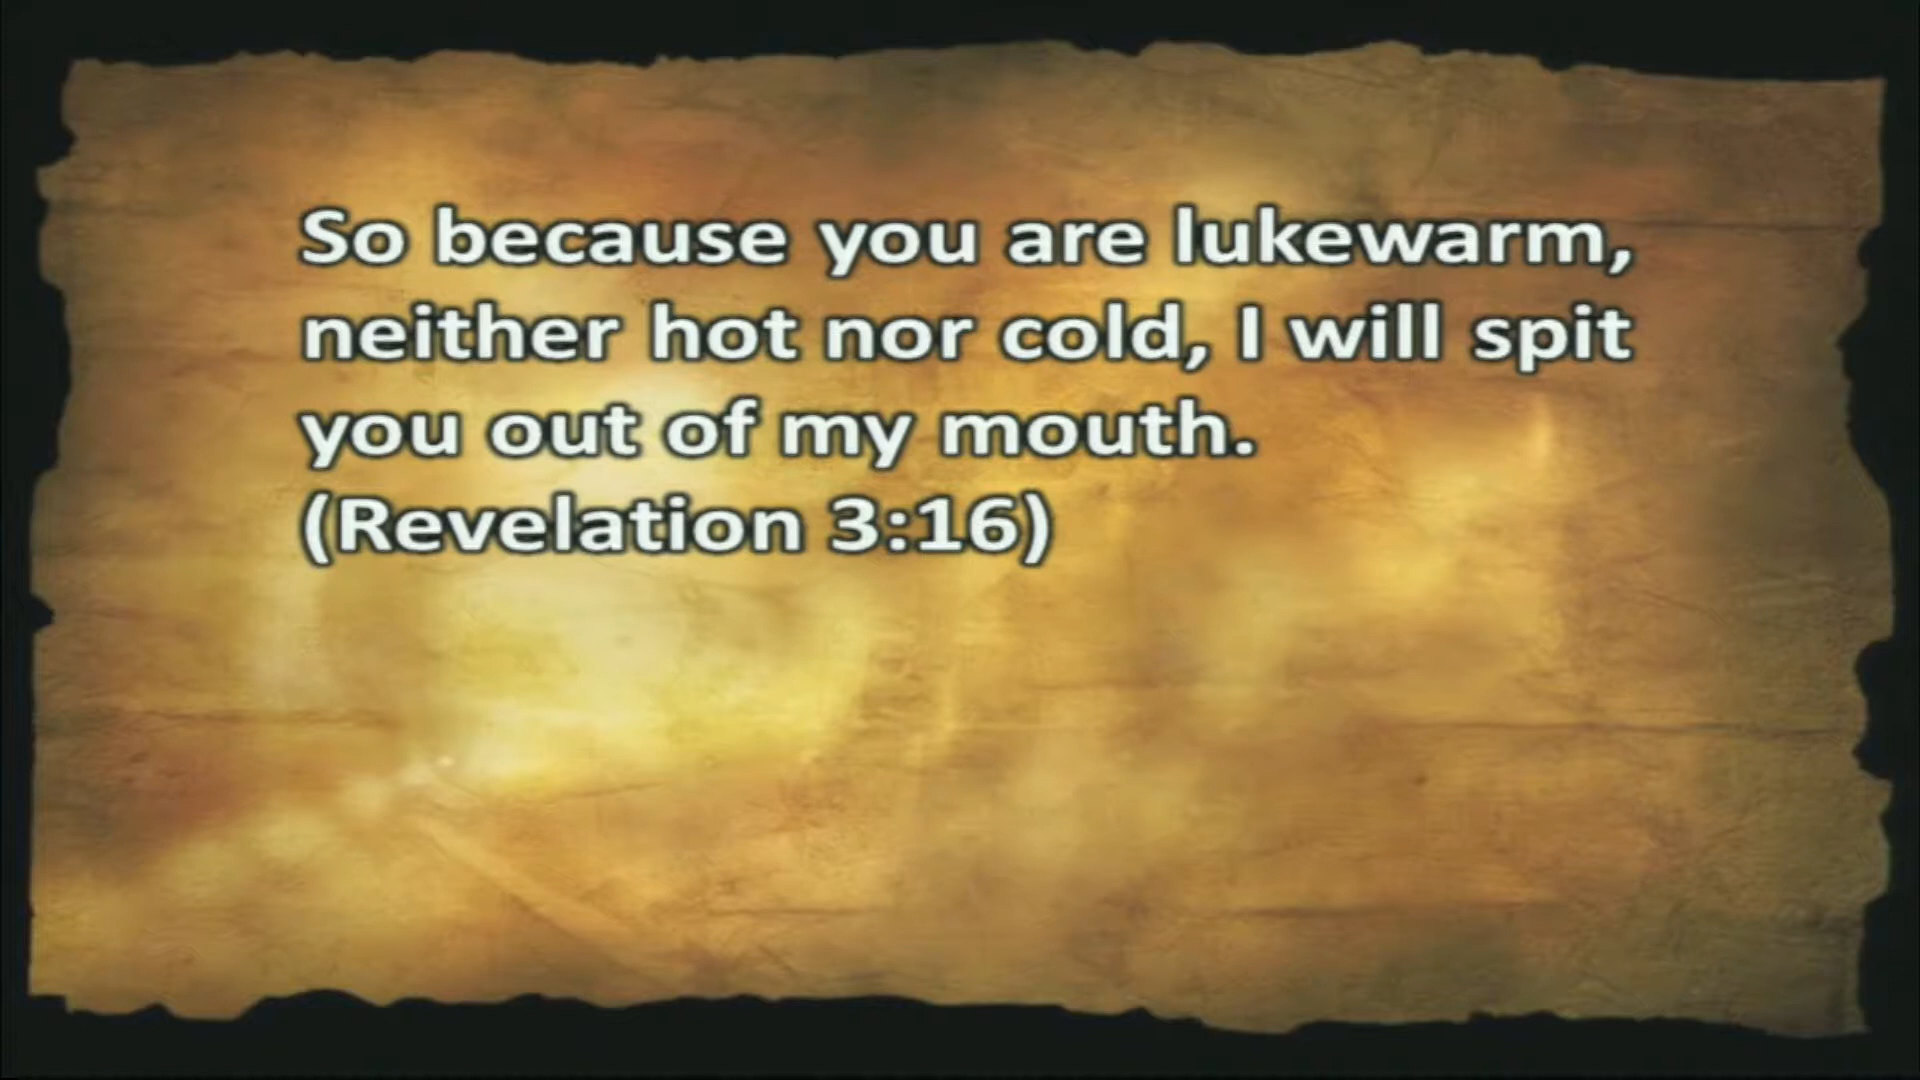 So because you are lukewarm,
neither hot nor cold, I will spit
you out of my mouth.
(Revelation 3:16)